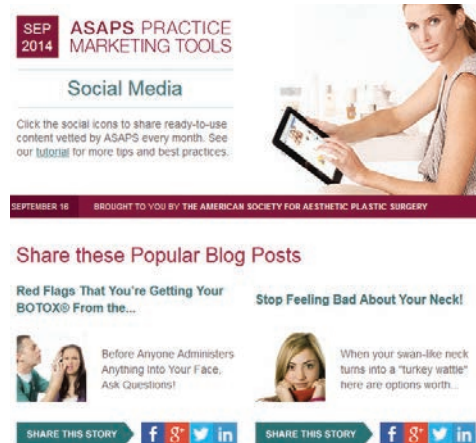 SEP
2014
ASAPS PRACTICE
MARKETING TOOLS
Social Media
Click the social icons to share ready-to-use
content vetted by ASAPS every month. See
our tutorial for more tips and best practices.
SEPTEMBER 16 BROUGHT TO YOU BY THE AMERICAN SOCIETY FOR AESTHETIC PLASTIC SURGERY
Share these Popular Blog Posts
Red Flags That You're Getting Your
BOTOX® From the...
Before Anyone Administers
Anything Into Your Face,
Ask Questions!
SHARE THIS STORY f g+ in
Stop Feeling Bad About Your Neck!
When your swan-like neck
turns into a "turkey wattle"
here are options worth...
SHARE THIS STORY f g+ in